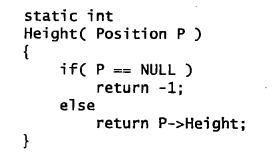 static int
Height( Position P )
{
    if( P == NULL )
        return -1;
    else
        return P->Height;
}